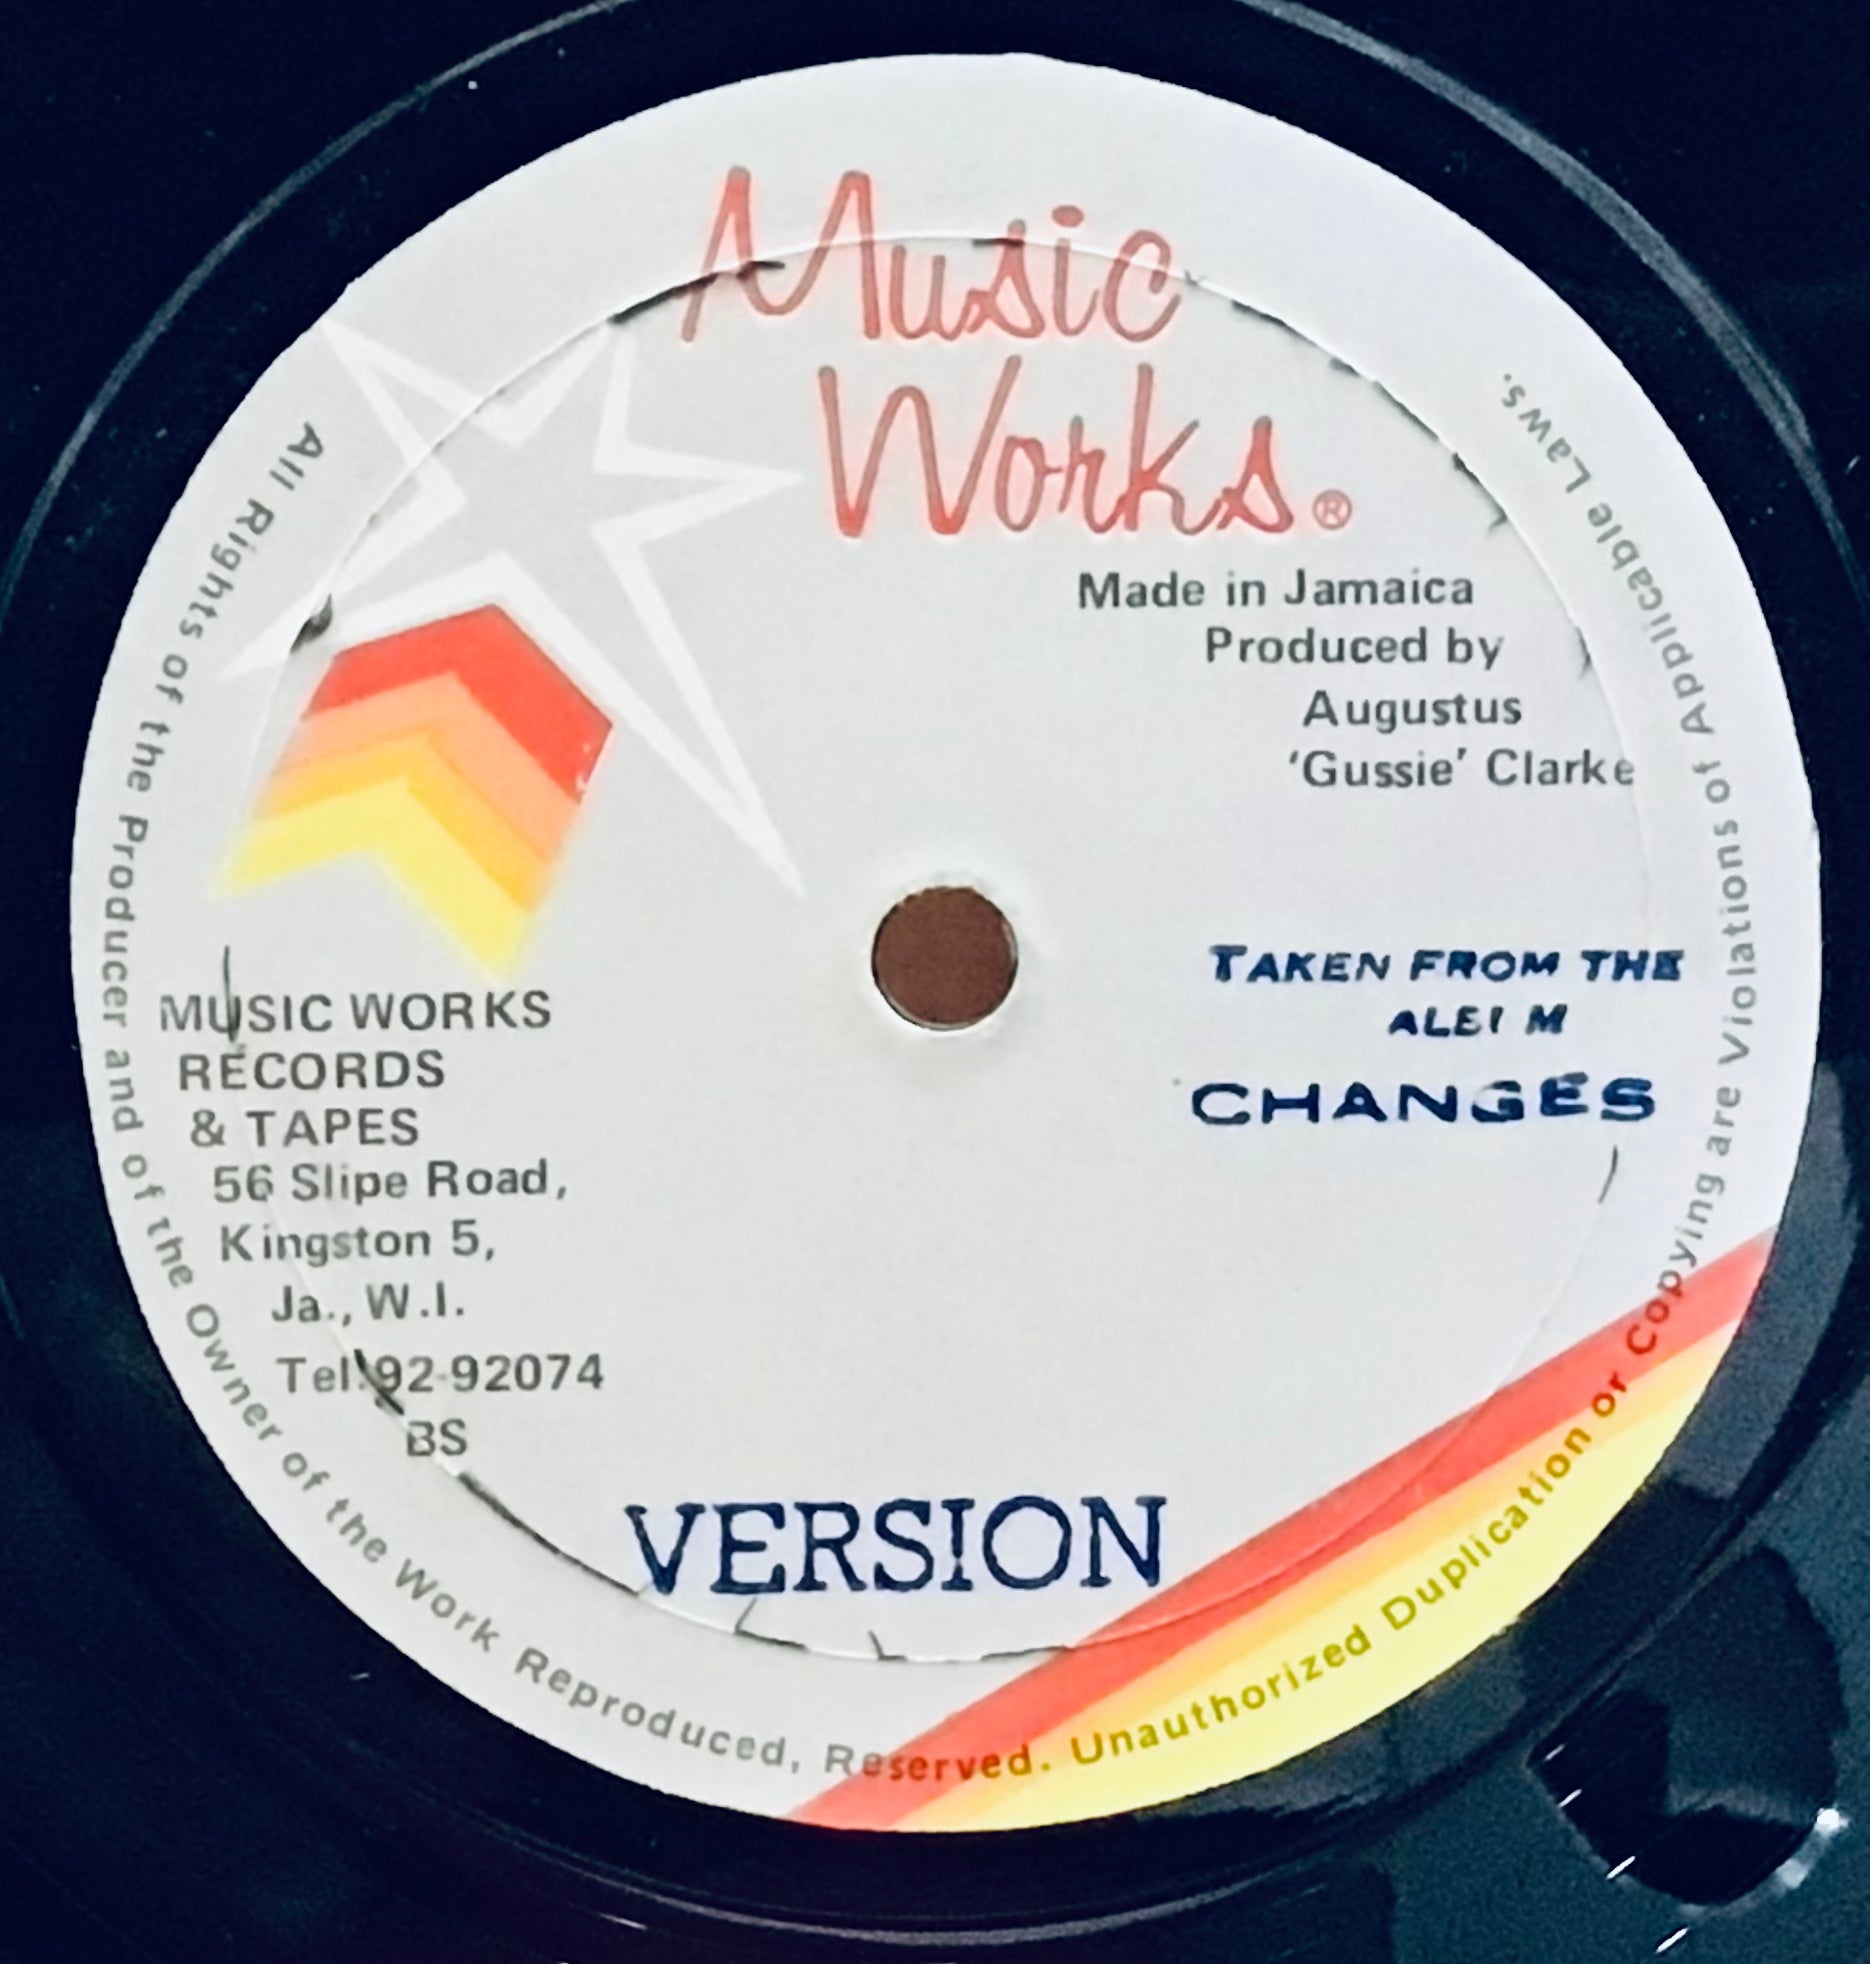 Music
Works®
Made in Jamaica
Produced by
Augustus
'Gussie' Clarke
TAKEN FROM THE
ALBUM
CHANGES
MUSIC WORKS
RECORDS
& TAPES
56 Slipe Road,
Kingston 5,
Ja., W.I.
Tel: 92-92074
BS
VERSION
All Rights of the Producer and of the Owner of the Work Reproduced, Reserved. Unauthorized Duplication or Copying are Violations of Applicable Laws.